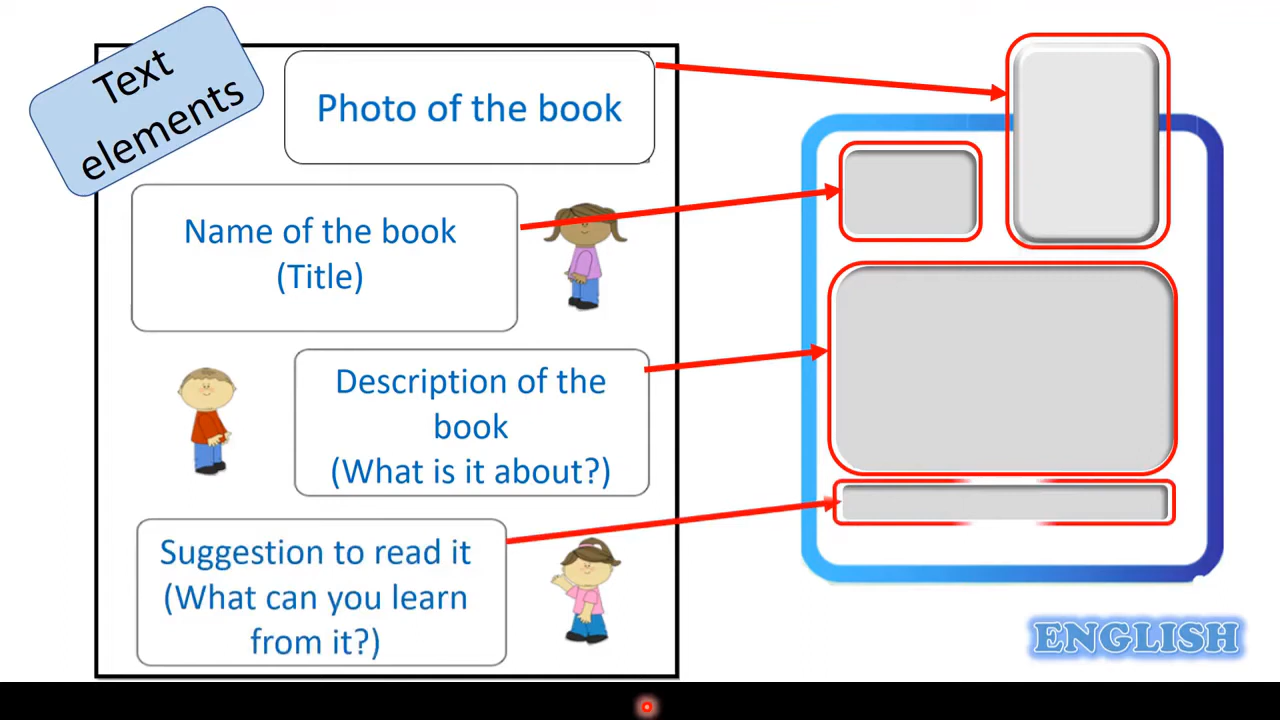 Text
elements
Photo of the book
Name of the book
(Title)
Description of the
book
(What is it about?)
Suggestion to read it
(What can you learn
from it?)
ENGLISH